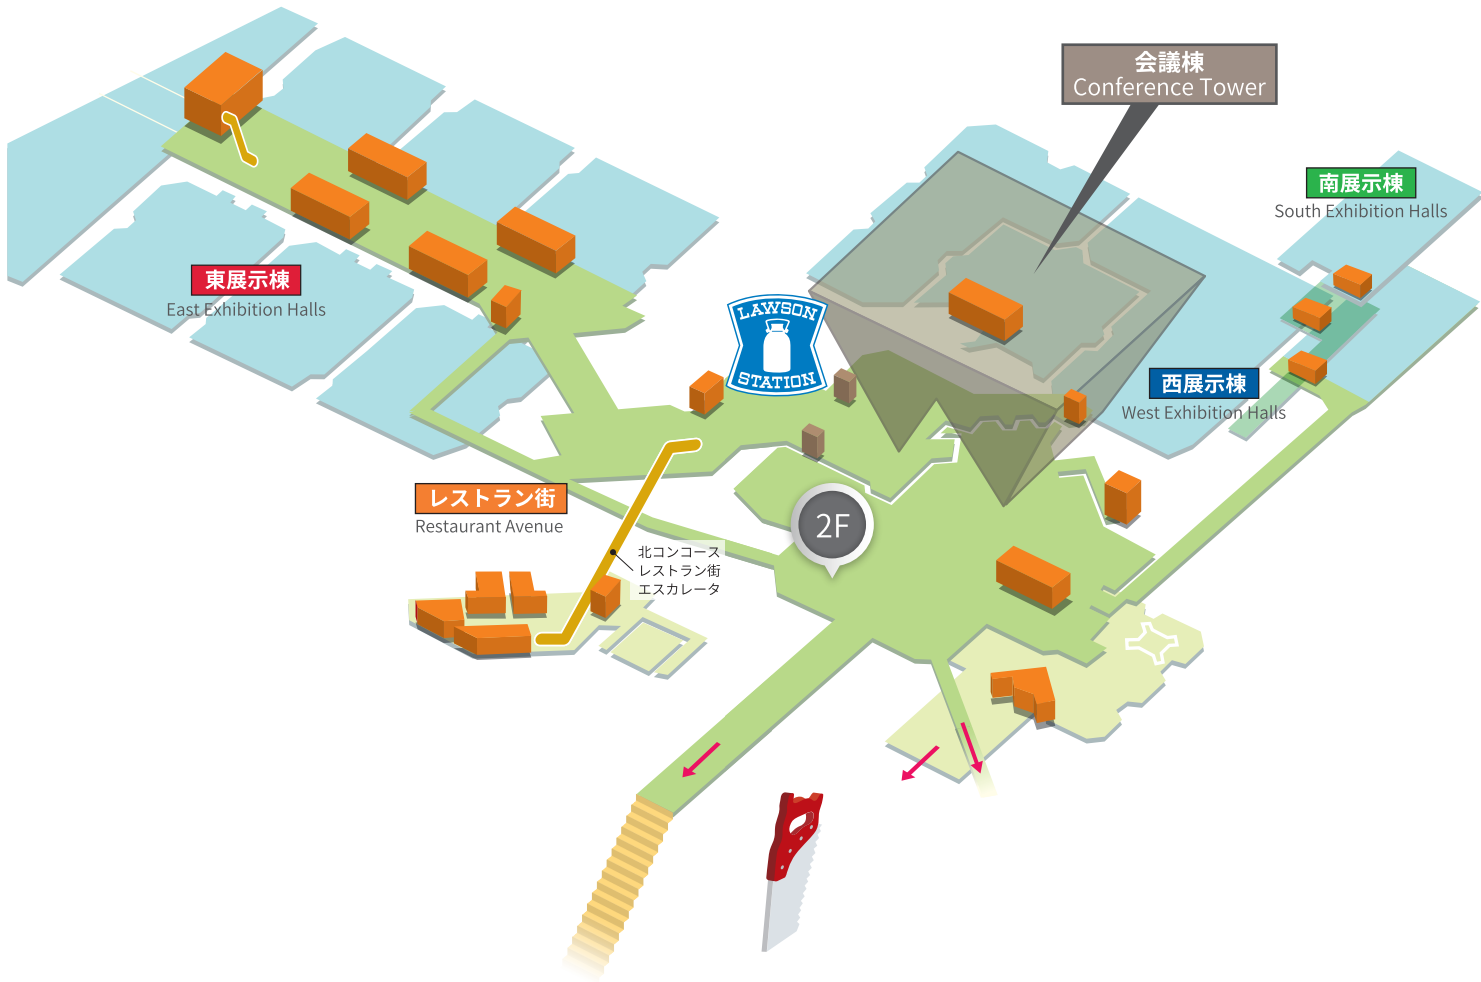 会議棟
Conference Tower
南展示棟
South Exhibition Halls
東展示棟
East Exhibition Halls
LAWSON
STATION
西展示棟
West Exhibition Halls
レストラン街
Restaurant Avenue
2F
北コンコース
レストラン街
エスカレータ